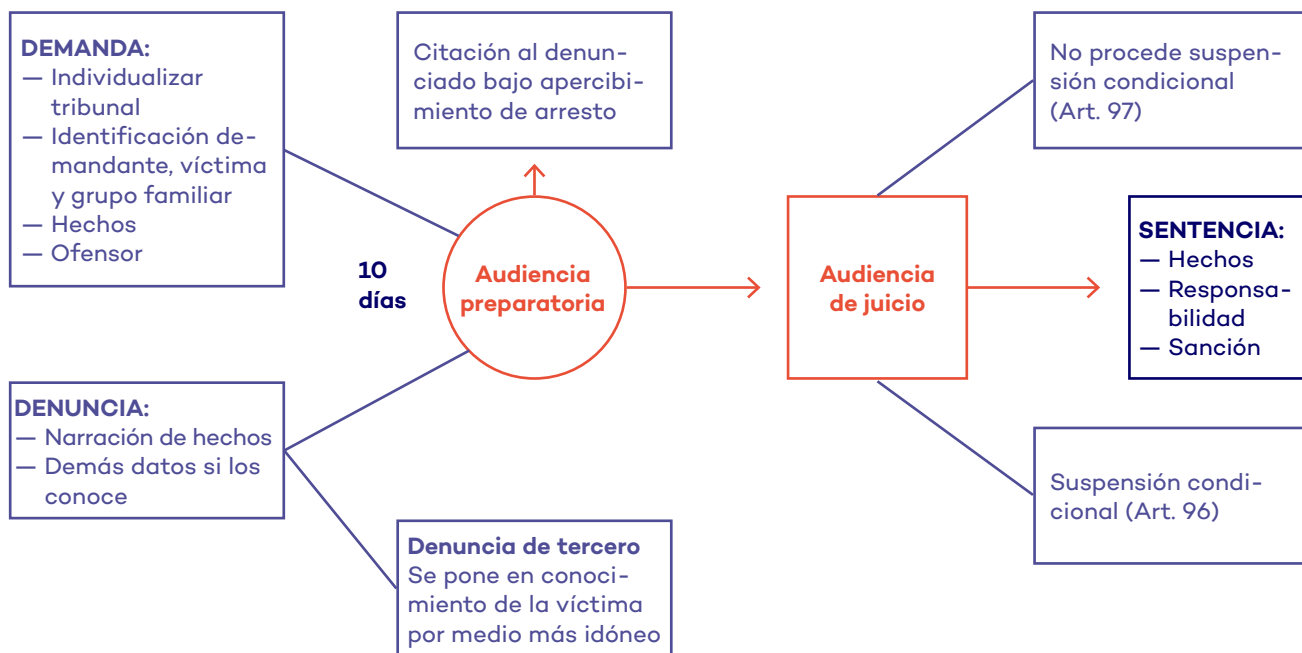 DEMANDA:
— Individualizar
tribunal
— Identificación de-
mandante, víctima
y grupo familiar
— Hechos
— Ofensor
10
días
DENUNCIA:
— Narración de hechos
— Demás datos si los
conoce
Citación al denun-
ciado bajo apercibi-
miento de arresto
Audiencia
preparatoria
Denuncia de tercero
Se pone en conoci-
miento de la víctima
por medio más idóneo
Audiencia
de juicio
No procede suspen-
sión condicional
(Art. 97)
SENTENCIA:
— Hechos
— Responsa-
bilidad
— Sanción
Suspensión condi-
cional (Art. 96)